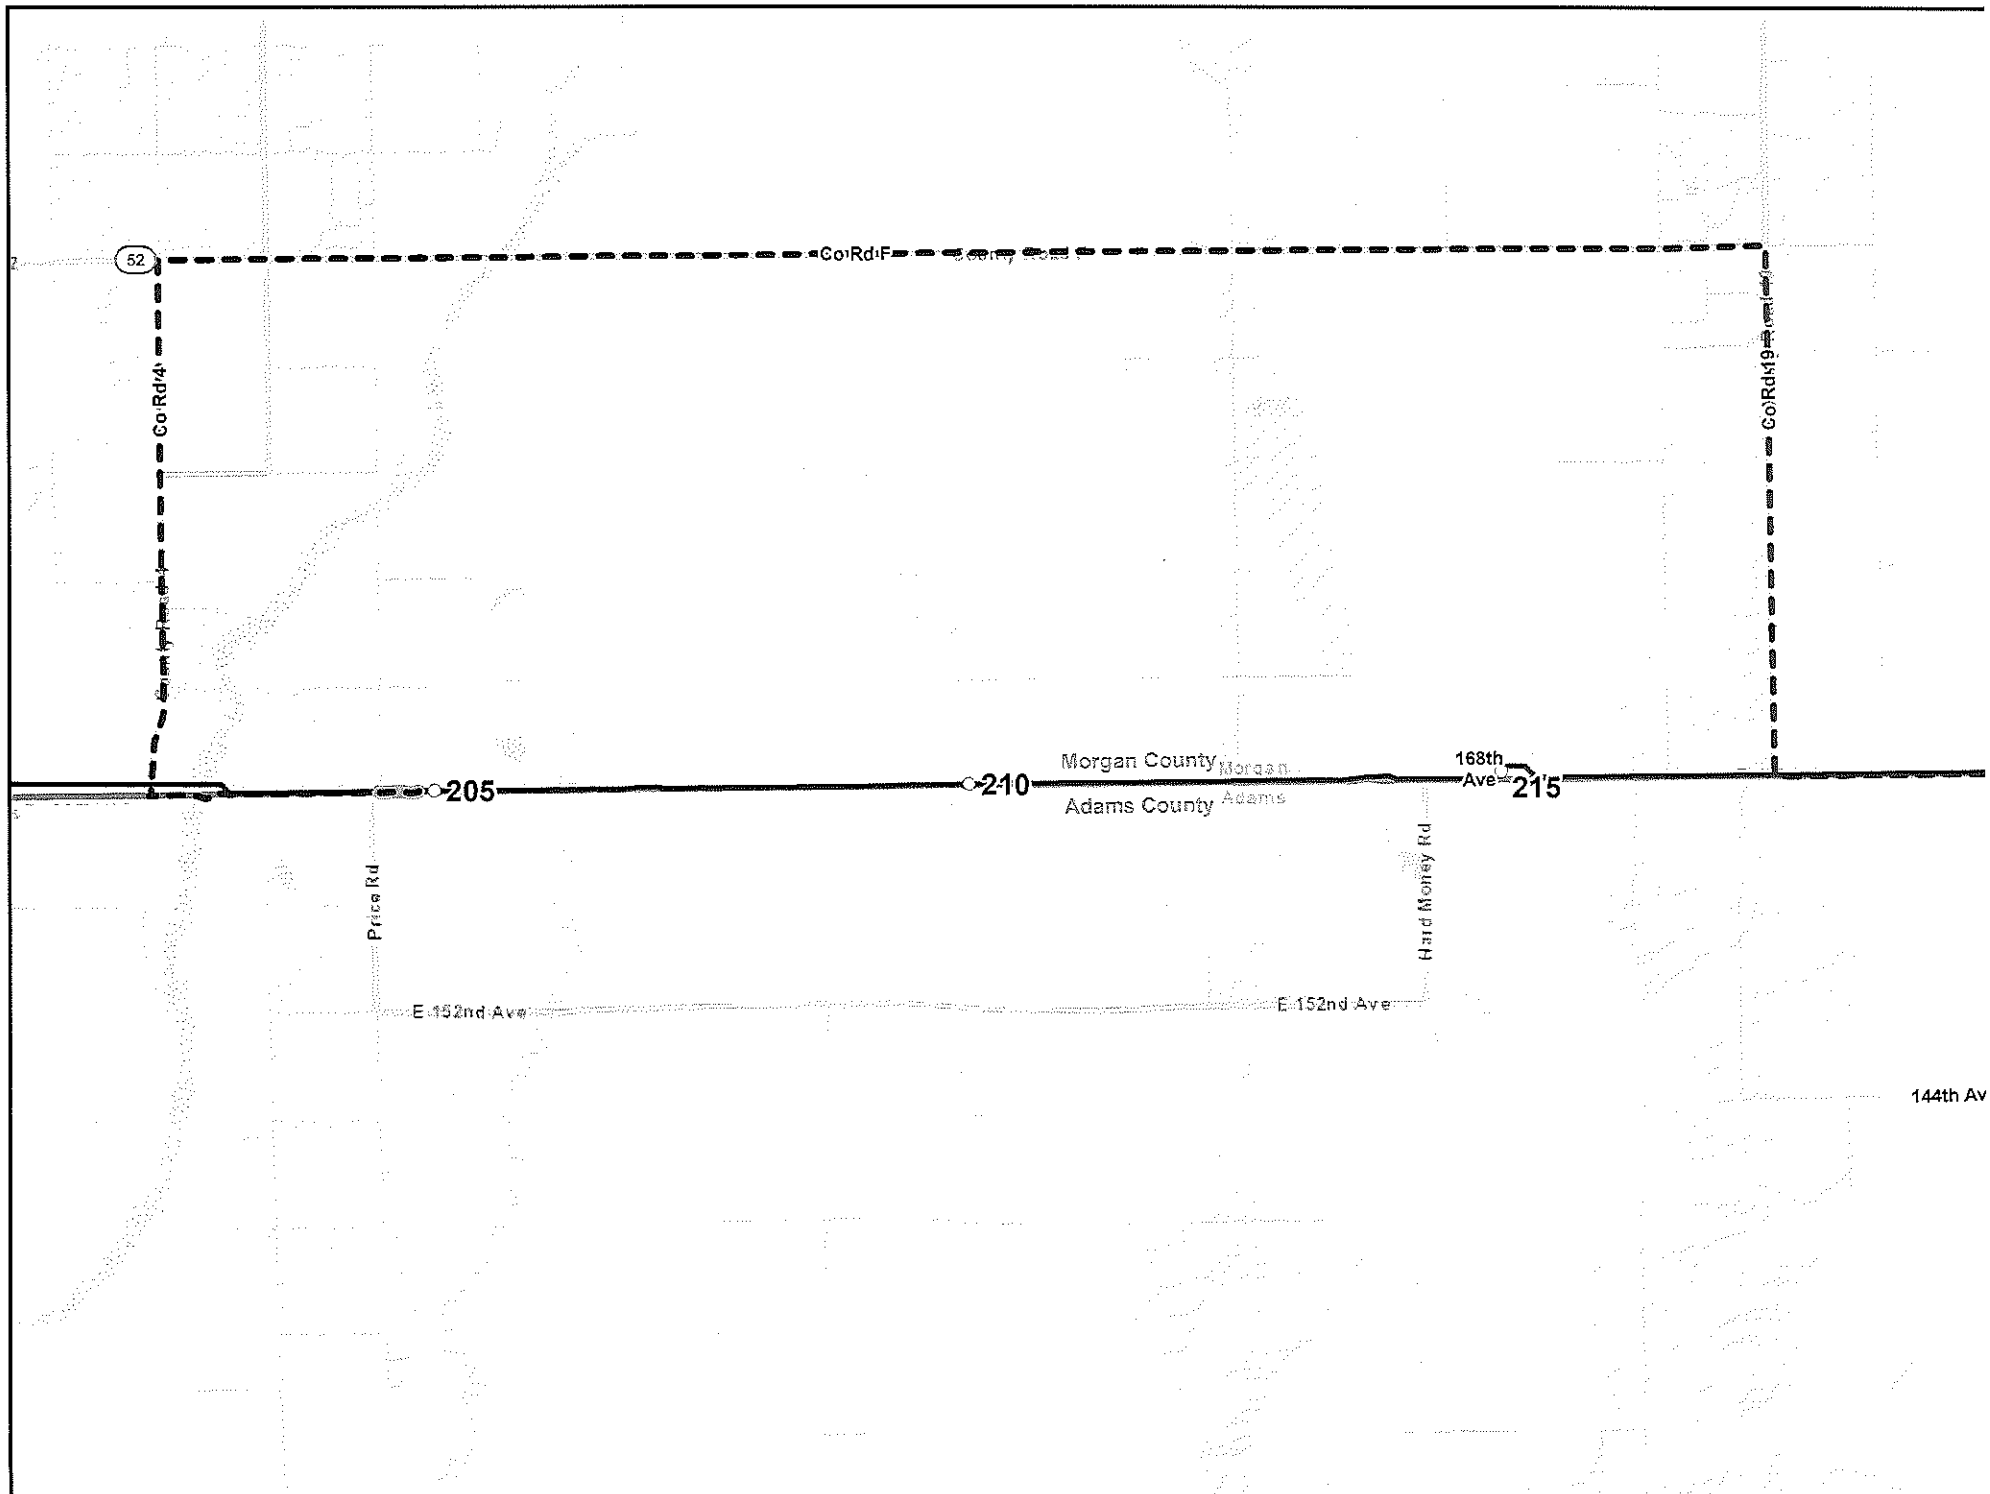 52
Co Rd F
Co Rd 4
Co Rd 19
Morgan County
Morgan
168th
Ave
205
210
215
Adams County
Adams
Price Rd
Hard Money Rd
E 152nd Ave
E 152nd Ave
144th Av